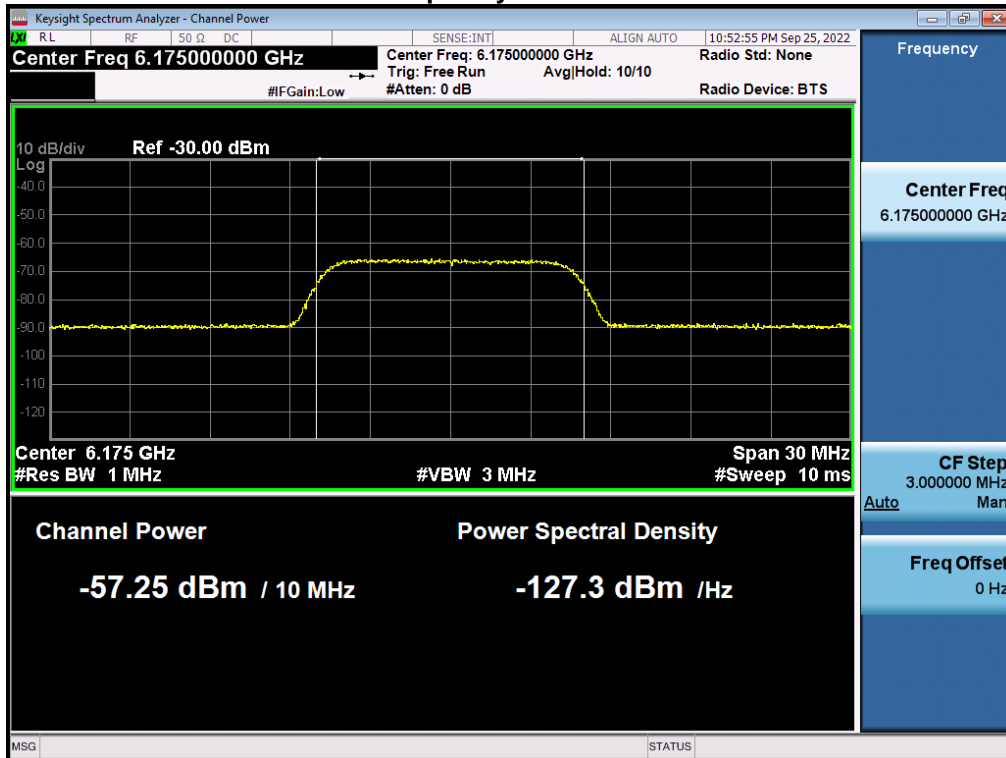 Keysight Spectrum Analyzer - Channel Power
LXI RL RF 50 Ω DC SENSE:INT ALIGN AUTO 10:52:55 PM Sep 25, 2022
Center Freq 6.175000000 GHz
Center Freq: 6.175000000 GHz
Radio Std: None
Trig: Free Run Avg|Hold: 10/10
#IFGain:Low
#Atten: 0 dB
Radio Device: BTS
10 dB/div Ref -30.00 dBm
Log
-40.0
-50.0
-60.0
-70.0
-80.0
-90.0
-100
-110
-120
Center 6.175 GHz Span 30 MHz
#Res BW 1 MHz #VBW 3 MHz #Sweep 10 ms
Channel Power Power Spectral Density
-57.25 dBm / 10 MHz -127.3 dBm /Hz
MSG STATUS
Frequency
Center Freq
6.175000000 GHz
CF Step
3.000000 MHz
Auto Man
Freq Offset
0 Hz